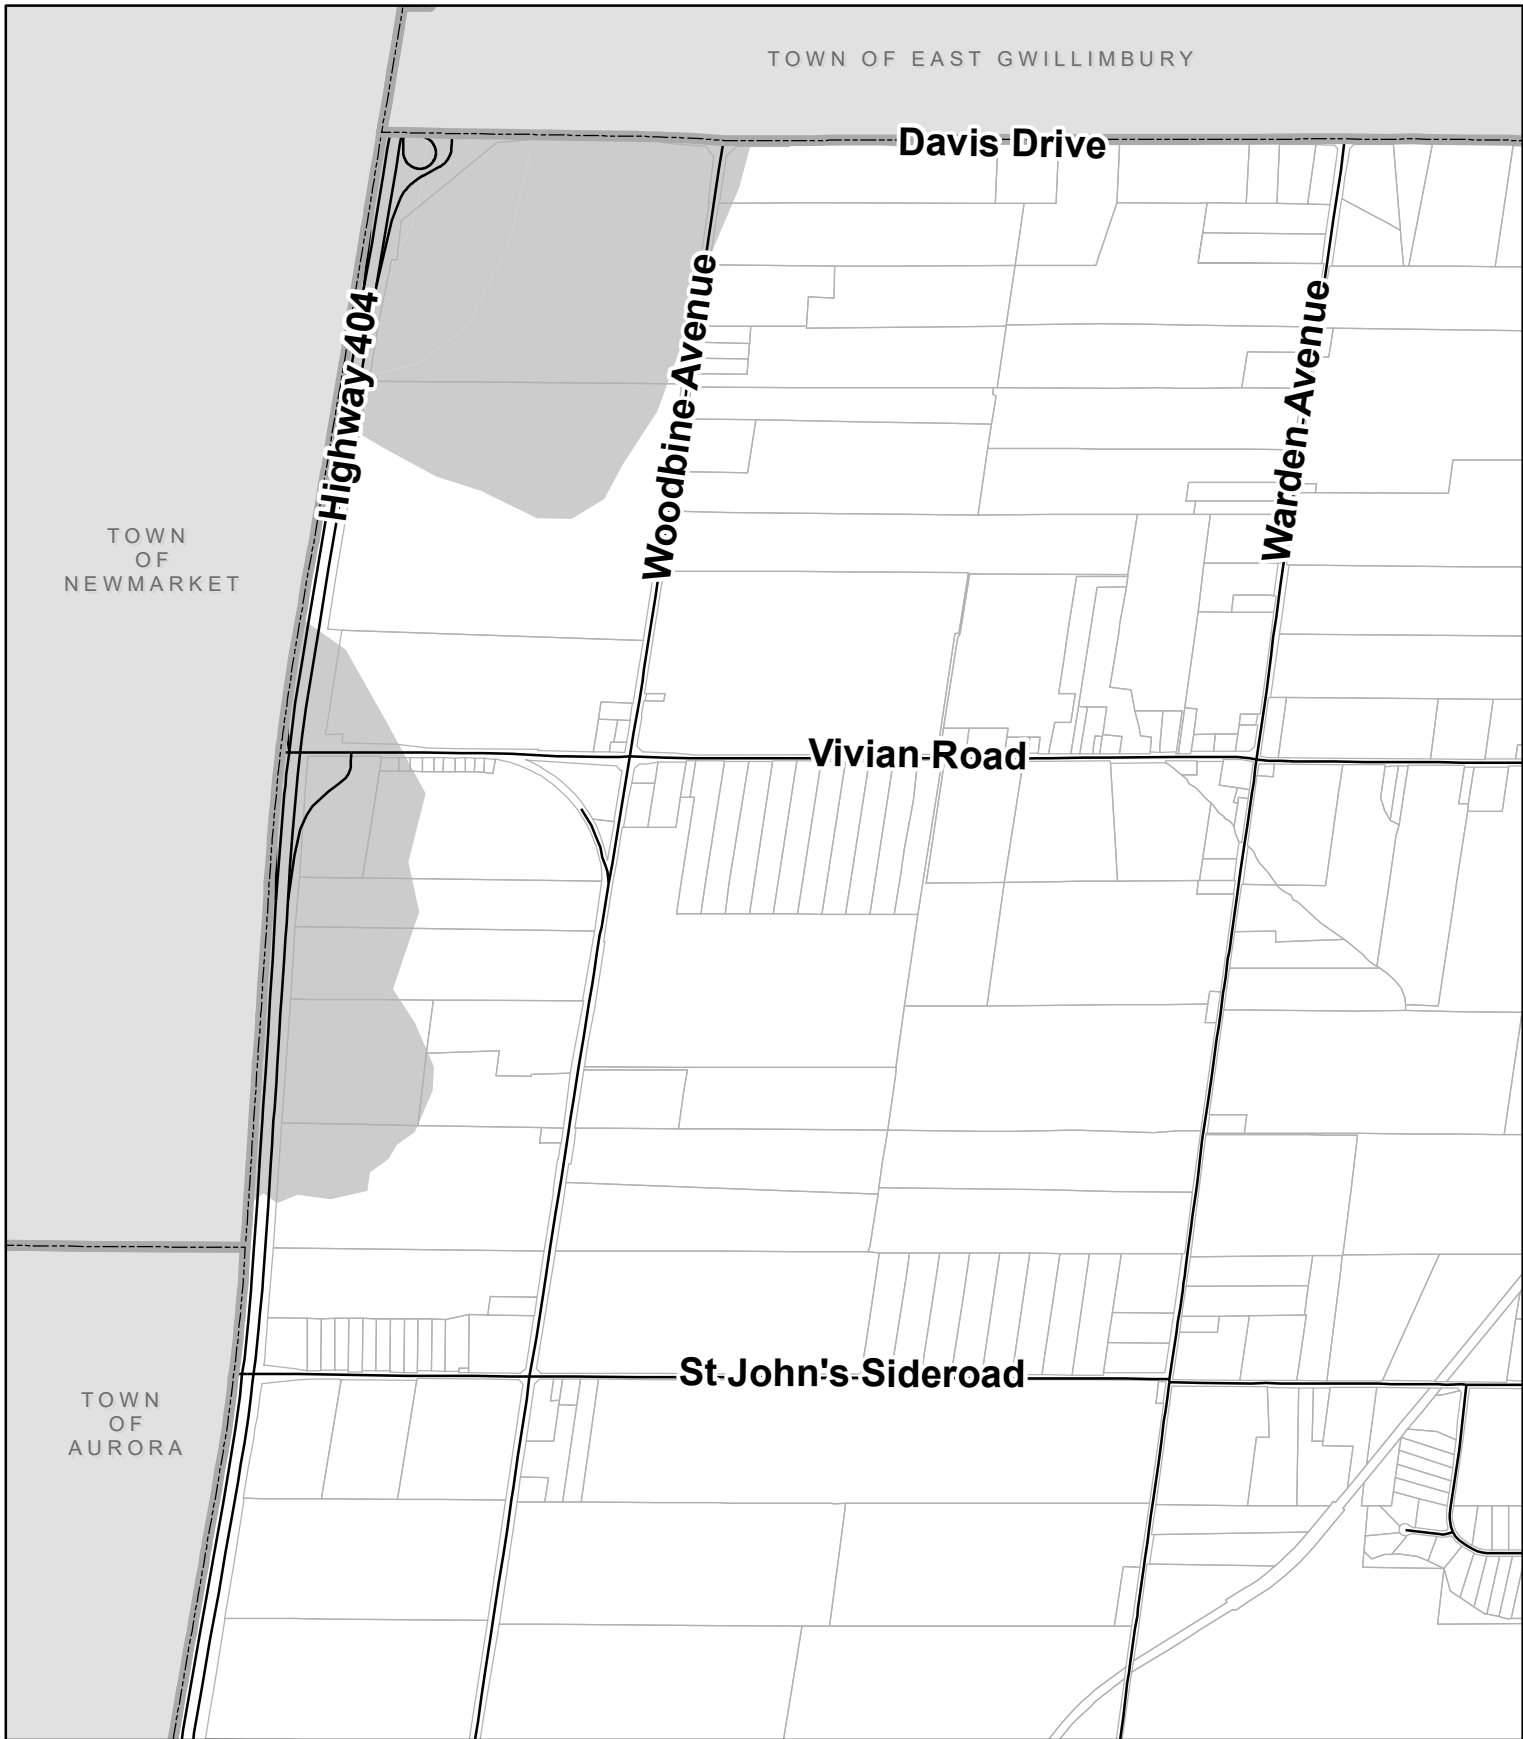 TOWN OF EAST GWILLIMBURY
Davis Drive
Highway 404
Woodbine Avenue
Warden Avenue
TOWN
OF
NEWMARKET
Vivian Road
St John's Sideroad
TOWN
OF
AURORA